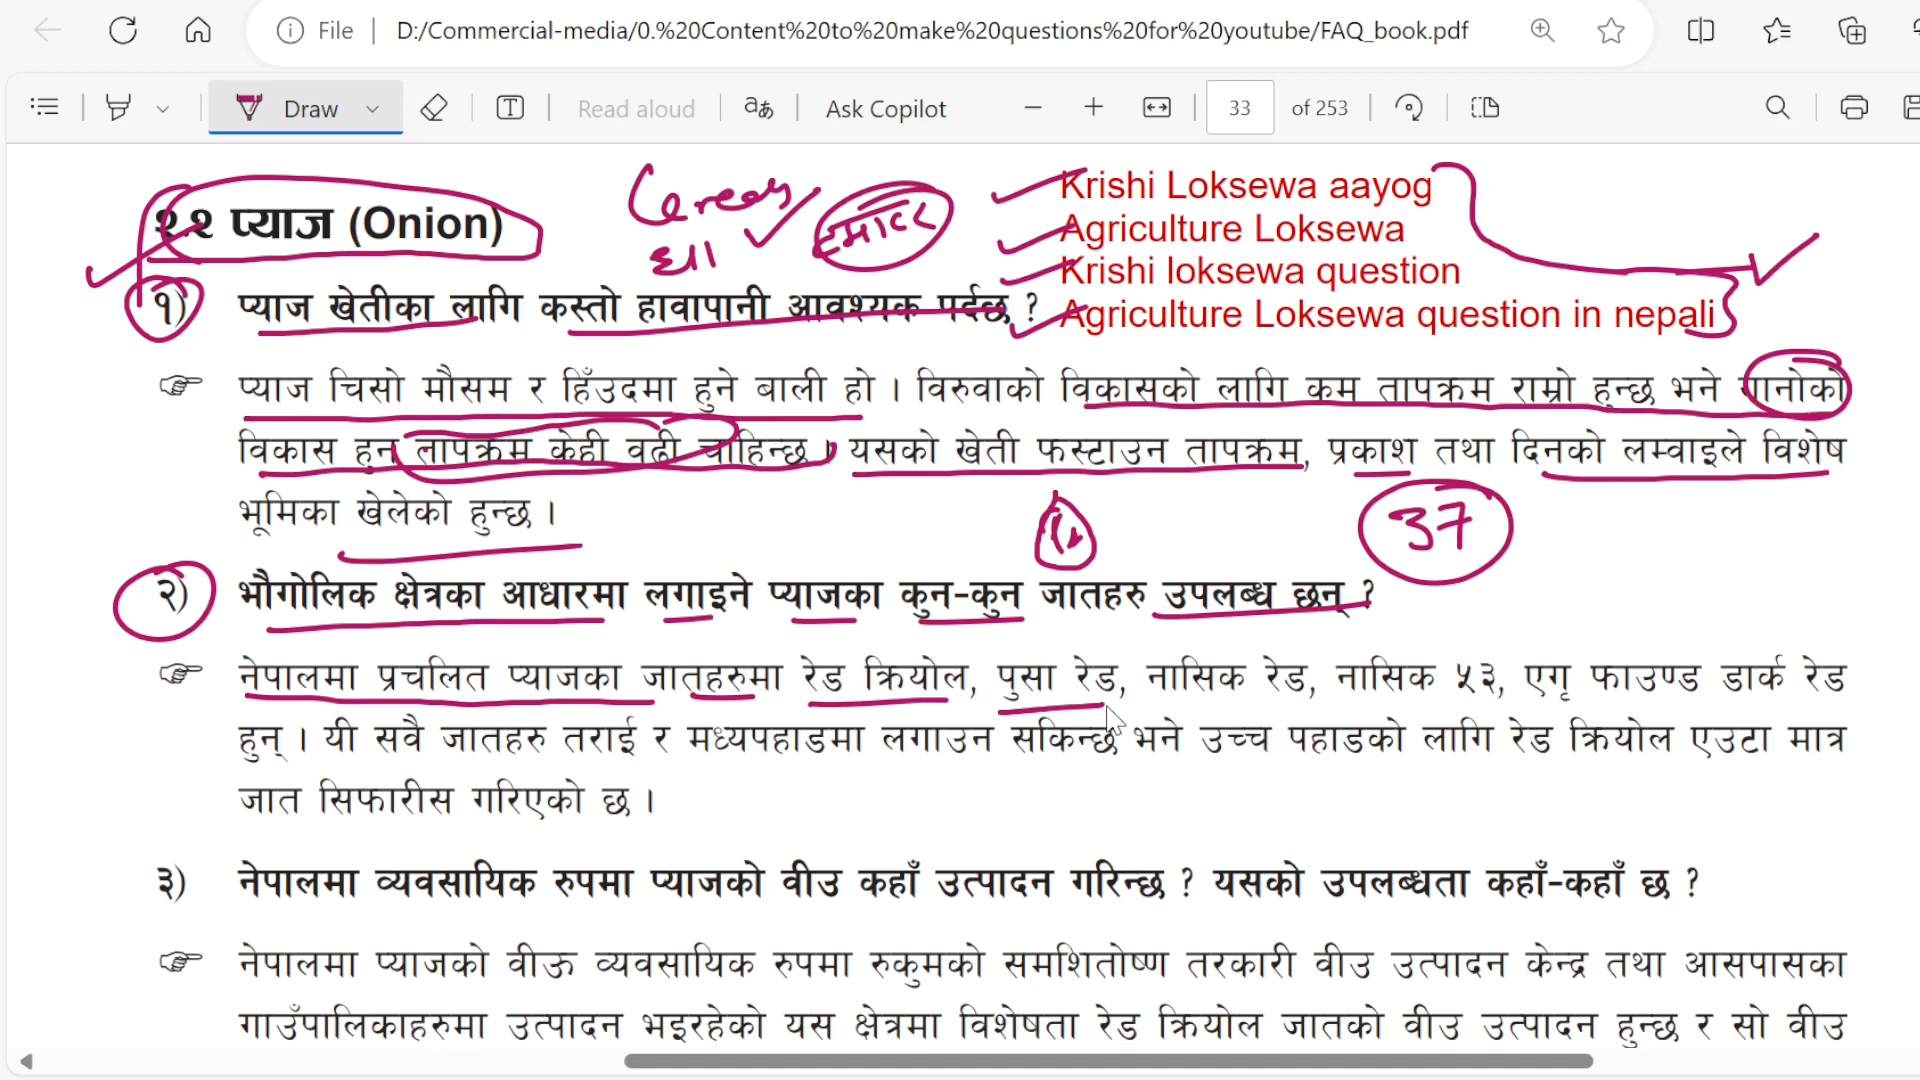 File
D:/Commercial-media/0.%20Content%20to%20make%20questions%20for%20youtube/FAQ_book.pdf
Draw
Read aloud
aあ
Ask Copilot
33
of 253
Krishi Loksewa aayog
Agriculture Loksewa
Krishi loksewa question
Agriculture Loksewa question in nepali
२.२ प्याज (Onion)
१) प्याज खेतीका लागि कस्तो हावापानी आवश्यक पर्दछ ?
प्याज चिसो मौसम र हिँउदमा हुने बाली हो । विरुवाको विकासको लागि कम तापक्रम राम्रो हुन्छ भने गानोको
विकास हुन तापक्रम केही वढी चाहिन्छ । यसको खेती फस्टाउन तापक्रम, प्रकाश तथा दिनको लम्वाइले विशेष
भूमिका खेलेको हुन्छ ।
37
२) भौगोलिक क्षेत्रका आधारमा लगाइने प्याजका कुन-कुन जातहरु उपलब्ध छन् ?
नेपालमा प्रचलित प्याजका जातहरुमा रेड क्रियोल, पुसा रेड, नासिक रेड, नासिक ५३, एगृ फाउण्ड डार्क रेड
हुन् । यी सवै जातहरु तराई र मध्यपहाडमा लगाउन सकिन्छ भने उच्च पहाडको लागि रेड क्रियोल एउटा मात्र
जात सिफारीस गरिएको छ ।
३) नेपालमा व्यवसायिक रुपमा प्याजको वीउ कहाँ उत्पादन गरिन्छ ? यसको उपलब्धता कहाँ-कहाँ छ ?
नेपालमा प्याजको वीऊ व्यवसायिक रुपमा रुकुमको समशितोष्ण तरकारी वीउ उत्पादन केन्द्र तथा आसपासका
गाउँपालिकाहरुमा उत्पादन भइरहेको यस क्षेत्रमा विशेषता रेड क्रियोल जातको वीउ उत्पादन हुन्छ र सो वीउ